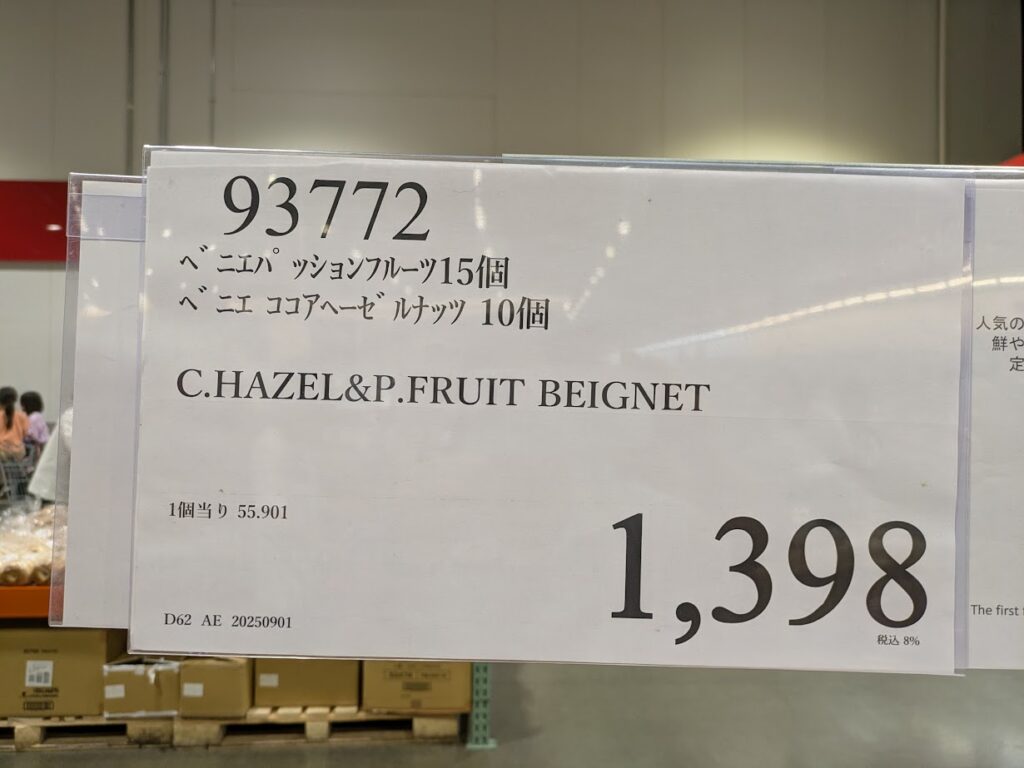 93772
ベニエパッションフルーツ15個
ベニエ ココアヘーゼルナッツ 10個
C.HAZEL&P.FRUIT BEIGNET
1個当り 55.901
1,398
税込 8%
D62 AE 20250901
人気の
鮮や
定
The first